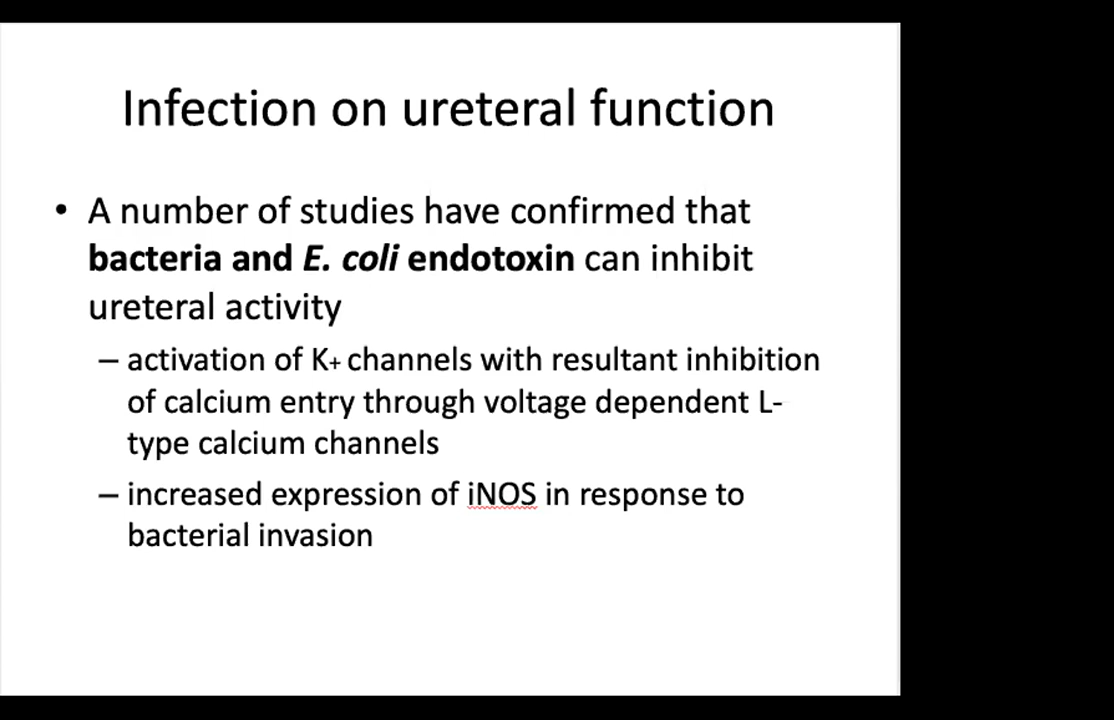 Infection on ureteral function
• A number of studies have confirmed that
bacteria and E. coli endotoxin can inhibit
ureteral activity
– activation of K+ channels with resultant inhibition
of calcium entry through voltage dependent L-
type calcium channels
– increased expression of iNOS in response to
bacterial invasion